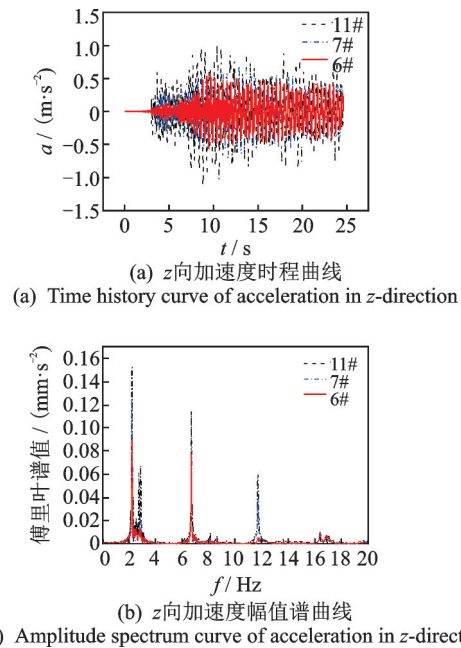 1.5
1.0
0.5
0
−0.5
−1.0
−1.5
a / (m·s⁻²)
11#
7#
6#
0 5 10 15 20 25
t / s
(a) z向加速度时程曲线
(a) Time history curve of acceleration in z-direction
0.16
0.14
0.12
0.10
0.08
0.06
0.04
0.02
0
傅里叶谱值 / (mm·s⁻²)
11#
7#
6#
0 2 4 6 8 10 12 14 16 18 20
f / Hz
(b) z向加速度幅值谱曲线
) Amplitude spectrum curve of acceleration in z-direct